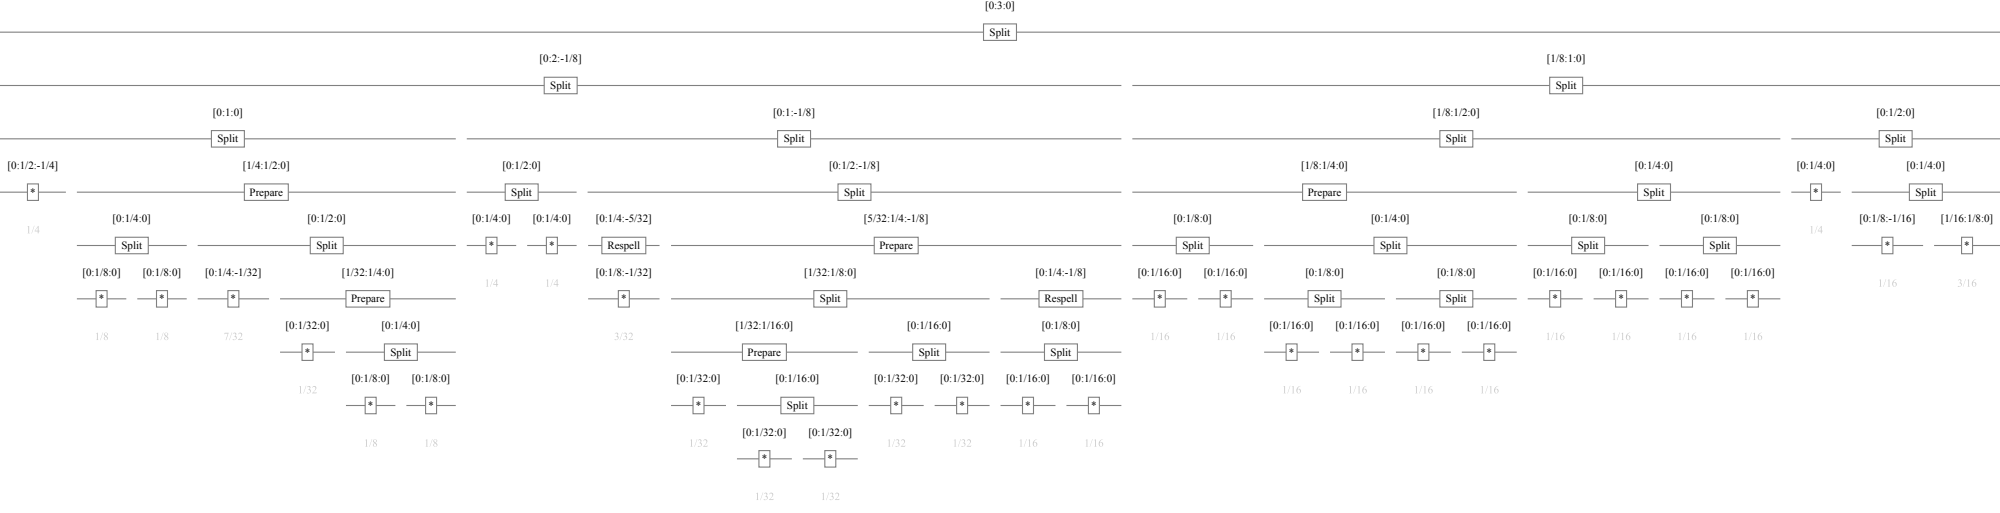 [0:3:0]
Split
[0:2:-1/8] [1/8:1:0]
Split Split
[0:1:0] [0:1:-1/8] [1/8:1/2:0] [0:1/2:0]
Split Split Split Split
[0:1/2:-1/4] [1/4:1/2:0] [0:1/2:0] [0:1/2:-1/8] [1/8:1/4:0] [0:1/4:0] [0:1/4:0] [0:1/4:0]
* Prepare Split Split Prepare Split * Split
[0:1/4:0] [0:1/2:0] [0:1/4:0] [0:1/4:0] [0:1/4:-5/32] [5/32:1/4:-1/8] [0:1/8:0] [0:1/4:0] [0:1/8:0] [0:1/8:0] [0:1/8:-1/16] [1/16:1/8:0]
1/4 1/4
Split Split * * Respell Prepare Split Split Split Split * *
[0:1/8:0] [0:1/8:0] [0:1/4:-1/32] [1/32:1/4:0] [0:1/8:-1/32] [1/32:1/8:0] [0:1/4:-1/8] [0:1/16:0] [0:1/16:0] [0:1/8:0] [0:1/8:0] [0:1/16:0] [0:1/16:0] [0:1/16:0] [0:1/16:0]
1/4 1/4 1/16 3/16
* * * Prepare * Split Respell * * Split Split * * * *
[0:1/32:0] [0:1/4:0] [1/32:1/16:0] [0:1/16:0] [0:1/8:0] [0:1/16:0] [0:1/16:0] [0:1/16:0] [0:1/16:0]
1/8 1/8 7/32 3/32 1/16 1/16 1/16 1/16 1/16 1/16
* Split Prepare Split Split * * * *
[0:1/8:0] [0:1/8:0] [0:1/32:0] [0:1/16:0] [0:1/32:0] [0:1/32:0] [0:1/16:0] [0:1/16:0]
1/32 1/16 1/16 1/16 1/16
* * * Split * * * *
[0:1/32:0] [0:1/32:0]
1/8 1/8 1/32 1/32 1/32 1/16 1/16
* *
1/32 1/32